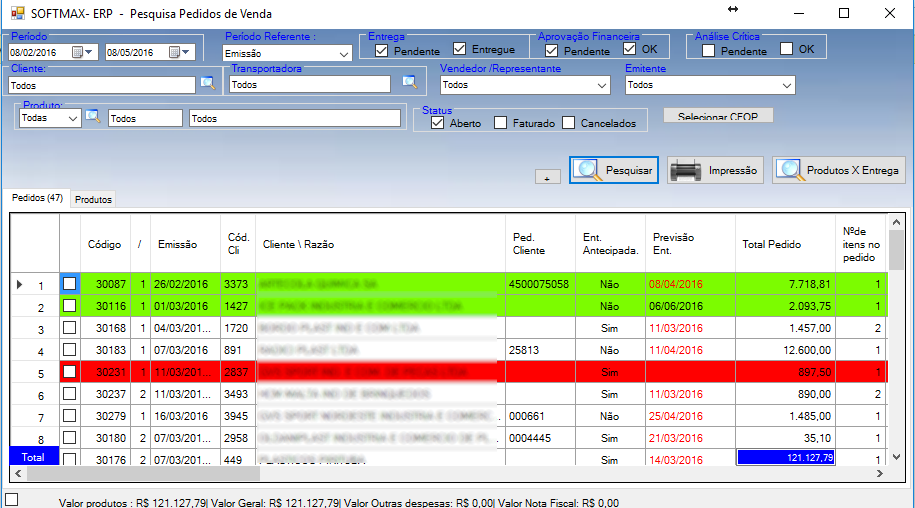 SOFTMAX- ERP - Pesquisa Pedidos de Venda
Período
08/02/2016 08/05/2016
Período Referente :
Emissão
Entrega
Pendente Entregue
Aprovação Financeira
Pendente OK
Análise Crítica
Pendente OK
Cliente:
Todos
Transportadora
Todos
Vendedor /Representante
Todos
Emitente
Todos
Produto:
Todas Todos Todos
Status
Aberto Faturado Cancelados
Selecionar CFOP
+ Pesquisar Impressão Produtos X Entrega
Pedidos (47) Produtos
Código / Emissão Cód. Cli Cliente \ Razão Ped. Cliente Ent. Antecipada. Previsão Ent. Total Pedido Nºde itens no pedido
1 30087 1 26/02/2016 3373 4500075058 Não 08/04/2016 7.718,81 1
2 30116 1 01/03/2016 1427 Não 06/06/2016 2.093,75 1
3 30168 1 04/03/201... 1720 Sim 11/03/2016 1.457,00 2
4 30183 1 07/03/2016 891 25813 Não 11/04/2016 12.600,00 1
5 30231 1 11/03/201... 2837 Sim 897,50 1
6 30237 2 11/03/201... 3493 Sim 11/03/2016 890,00 2
7 30279 1 16/03/2016 3945 000661 Não 25/04/2016 1.485,00 1
8 30180 2 07/03/201... 2958 0004445 Sim 21/03/2016 35,10 1
30176 2 07/03/201... 449 Sim 14/03/2016 1
Total 121.127,79
Valor produtos : R$ 121.127,79| Valor Geral: R$ 121.127,79| Valor Outras despesas: R$ 0,00| Valor Nota Fiscal: R$ 0,00